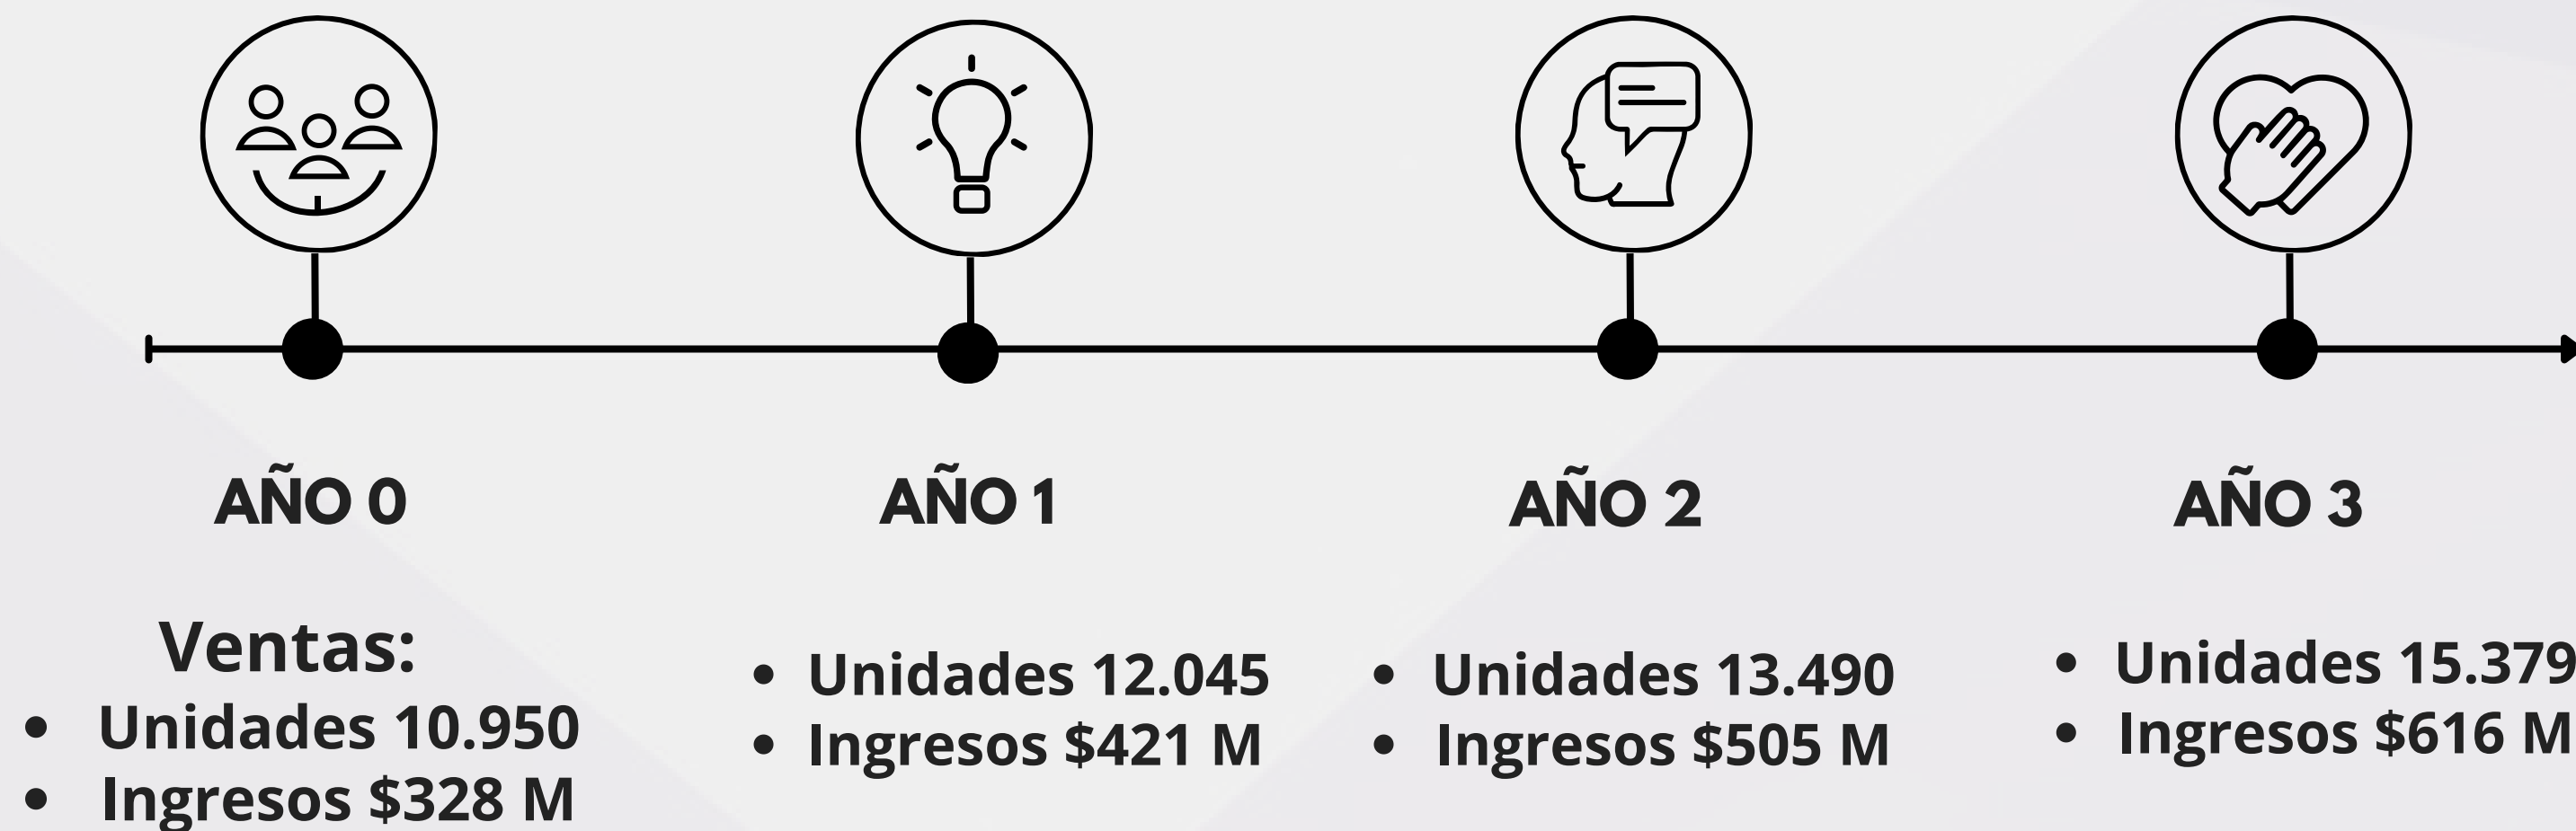 AÑO 0
Ventas:
• Unidades 10.950
• Ingresos $328 M
AÑO 1
• Unidades 12.045
• Ingresos $421 M
AÑO 2
• Unidades 13.490
• Ingresos $505 M
AÑO 3
• Unidades 15.379
• Ingresos $616 M